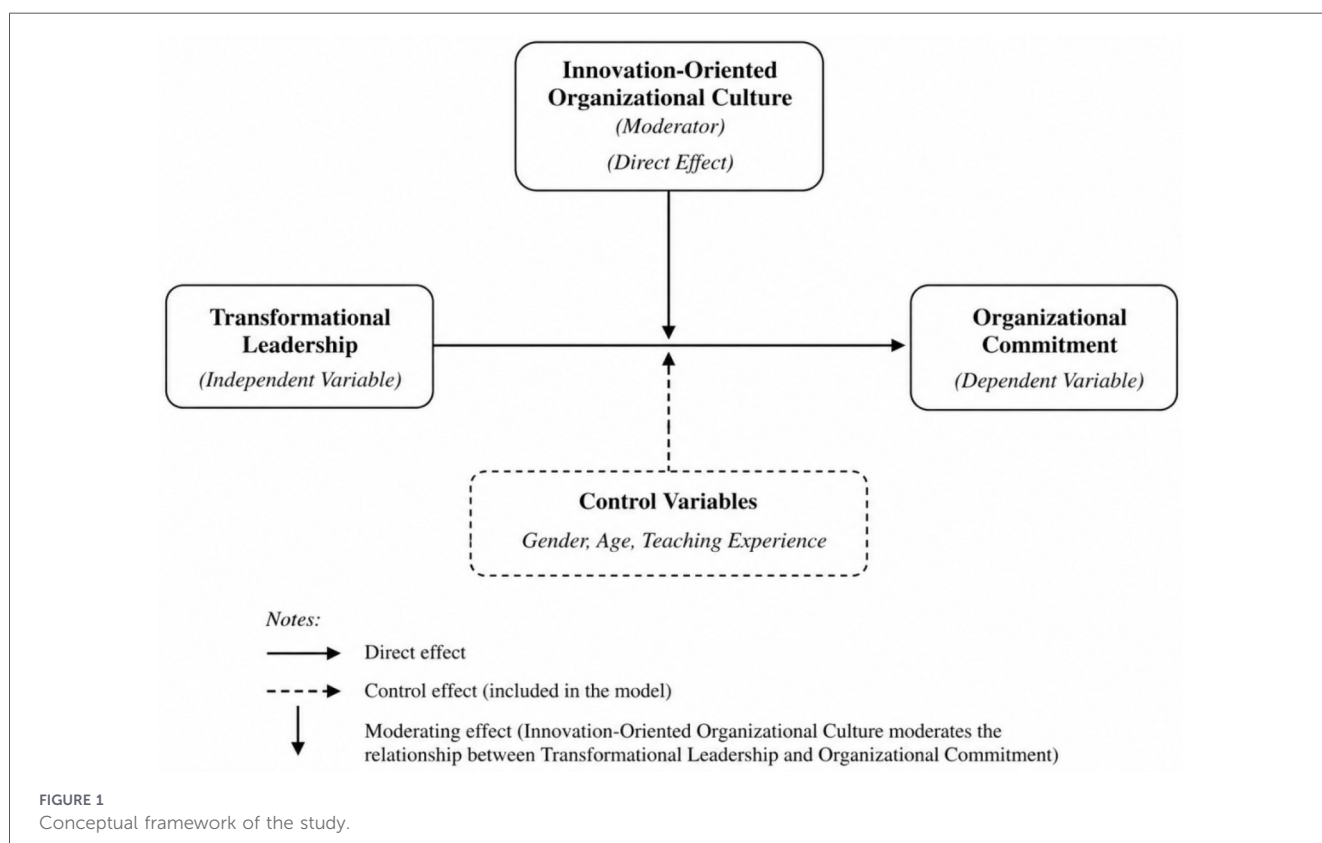 Innovation-Oriented
Organizational Culture
(Moderator)
(Direct Effect)
Transformational
Leadership
(Independent Variable)
Organizational
Commitment
(Dependent Variable)
Control Variables
Gender, Age, Teaching Experience
Notes:
Direct effect
Control effect (included in the model)
Moderating effect (Innovation-Oriented Organizational Culture moderates the
relationship between Transformational Leadership and Organizational Commitment)
FIGURE 1
Conceptual framework of the study.